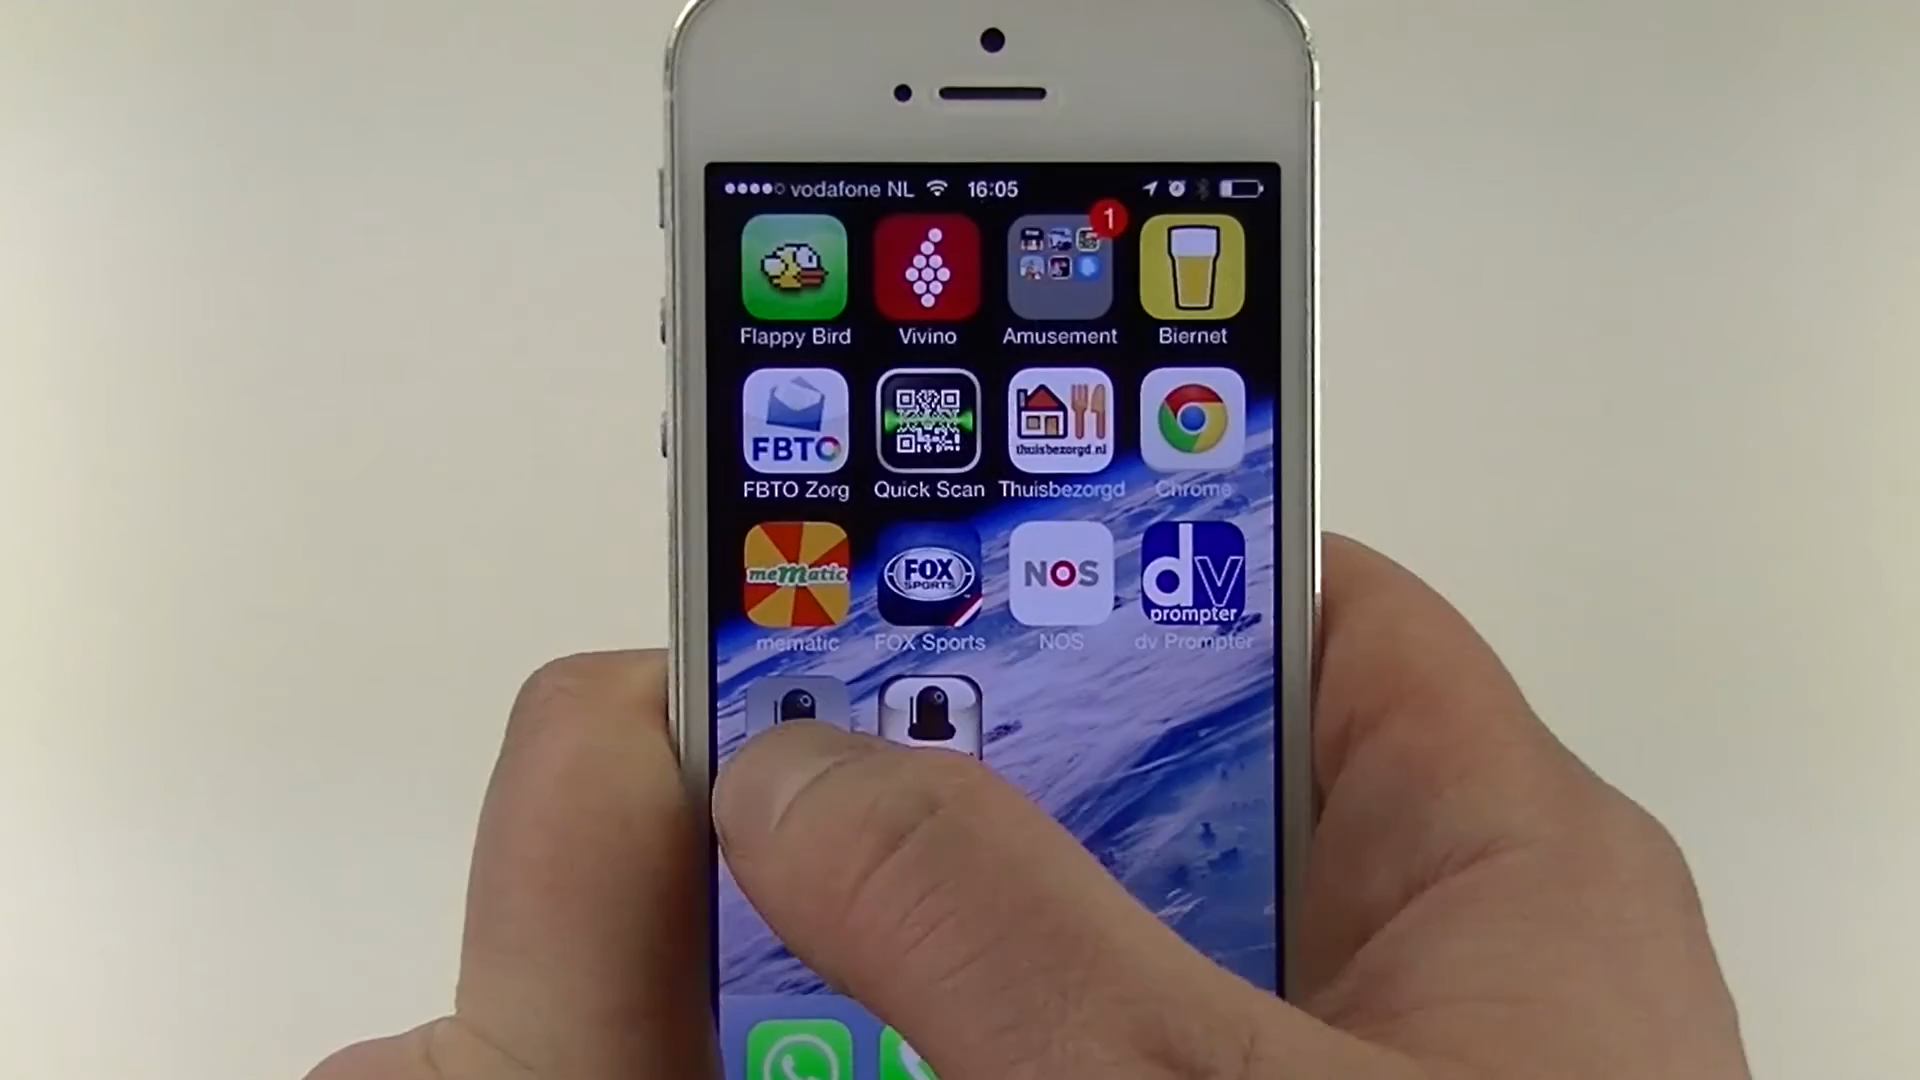 vodafone NL 16:05
1
Flappy Bird Vivino Amusement Biernet
FBTO thuisbezorgd.nl
FBTO Zorg Quick Scan Thuisbezorgd Chrome
meMatic FOX SPORTS NOS dv prompter
mematic FOX Sports NOS dv Prompter